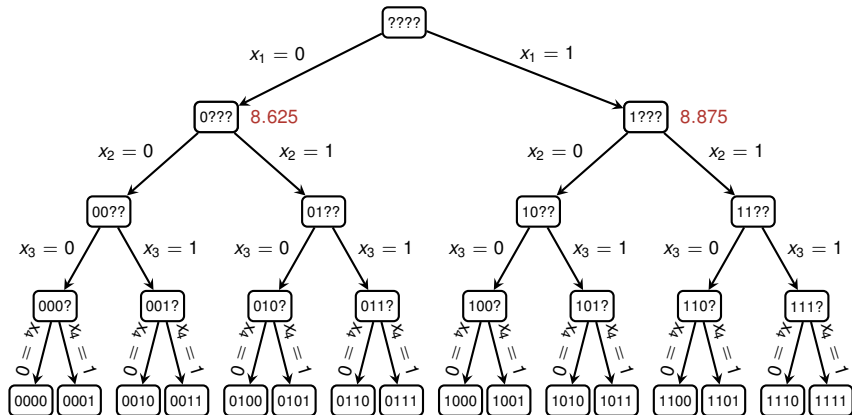 ????
x₁ = 0
x₁ = 1
0???
8.625
1???
8.875
x₂ = 0
x₂ = 1
x₂ = 0
x₂ = 1
00??
01??
10??
11??
x₃ = 0
x₃ = 1
x₃ = 0
x₃ = 1
x₃ = 0
x₃ = 1
x₃ = 0
x₃ = 1
000?
001?
010?
011?
100?
101?
110?
111?
x₄ = 0
x₄ = 1
x₄ = 0
x₄ = 1
x₄ = 0
x₄ = 1
x₄ = 0
x₄ = 1
x₄ = 0
x₄ = 1
x₄ = 0
x₄ = 1
x₄ = 0
x₄ = 1
x₄ = 0
x₄ = 1
0000
0001
0010
0011
0100
0101
0110
0111
1000
1001
1010
1011
1100
1101
1110
1111